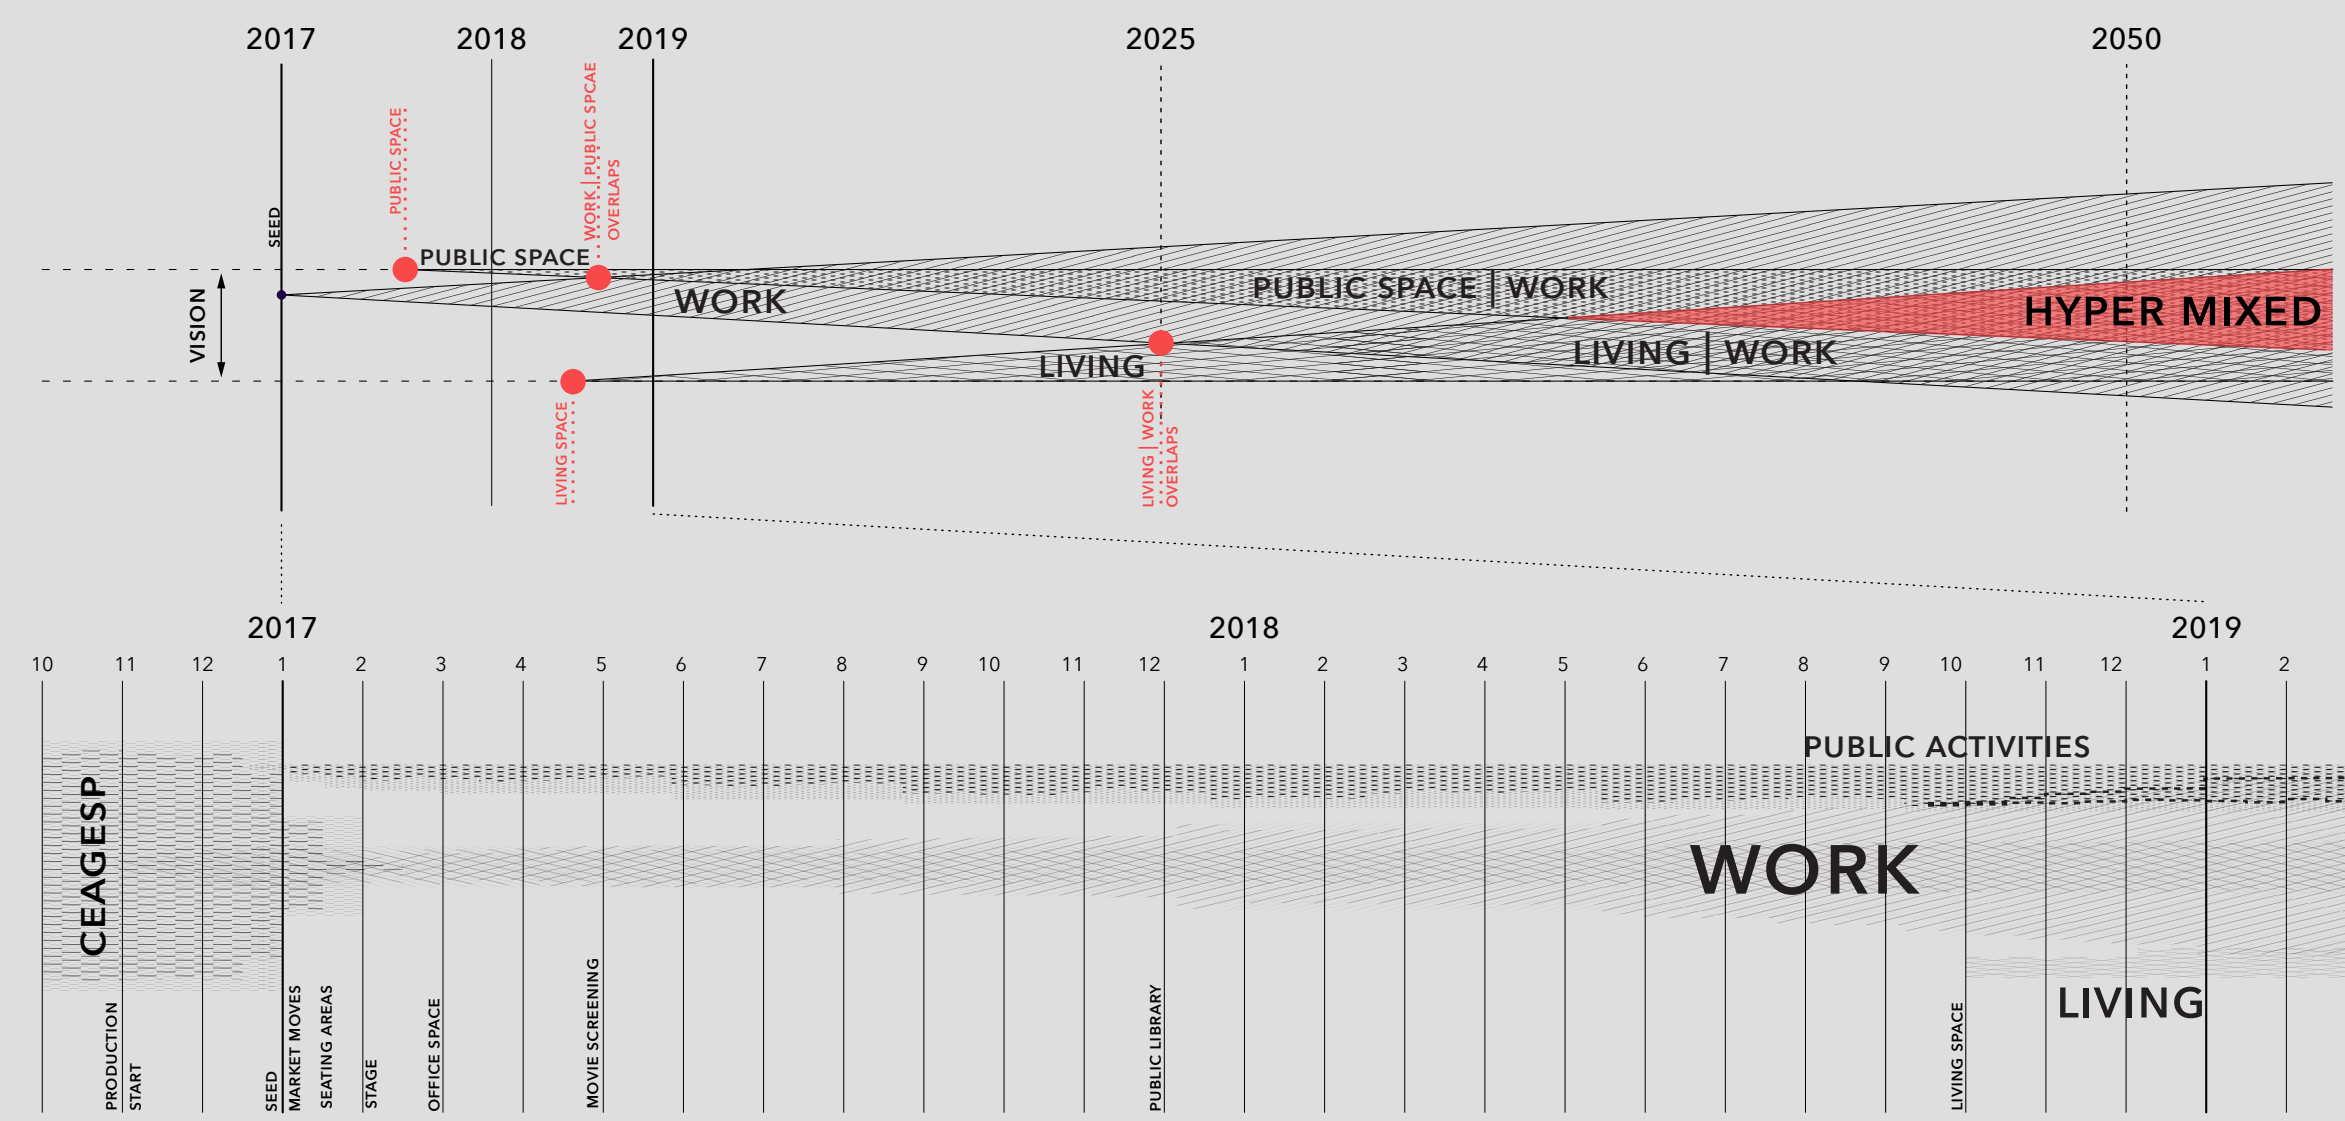 2017 2018 2019 2025 2050
PUBLIC SPACE
WORK | PUBLIC SPCAE
OVERLAPS
SEED
PUBLIC SPACE
VISION
WORK
PUBLIC SPACE | WORK
HYPER MIXED
LIVING
LIVING | WORK
LIVING SPACE
LIVING | WORK
OVERLAPS
2017 2018 2019
10 11 12 1 2 3 4 5 6 7 8 9 10 11 12 1 2 3 4 5 6 7 8 9 10 11 12 1 2
PUBLIC ACTIVITIES
CEAGESP
WORK
LIVING
PRODUCTION
START
SEED
MARKET MOVES
SEATING AREAS
STAGE
OFFICE SPACE
MOVIE SCREENING
PUBLIC LIBRARY
LIVING SPACE